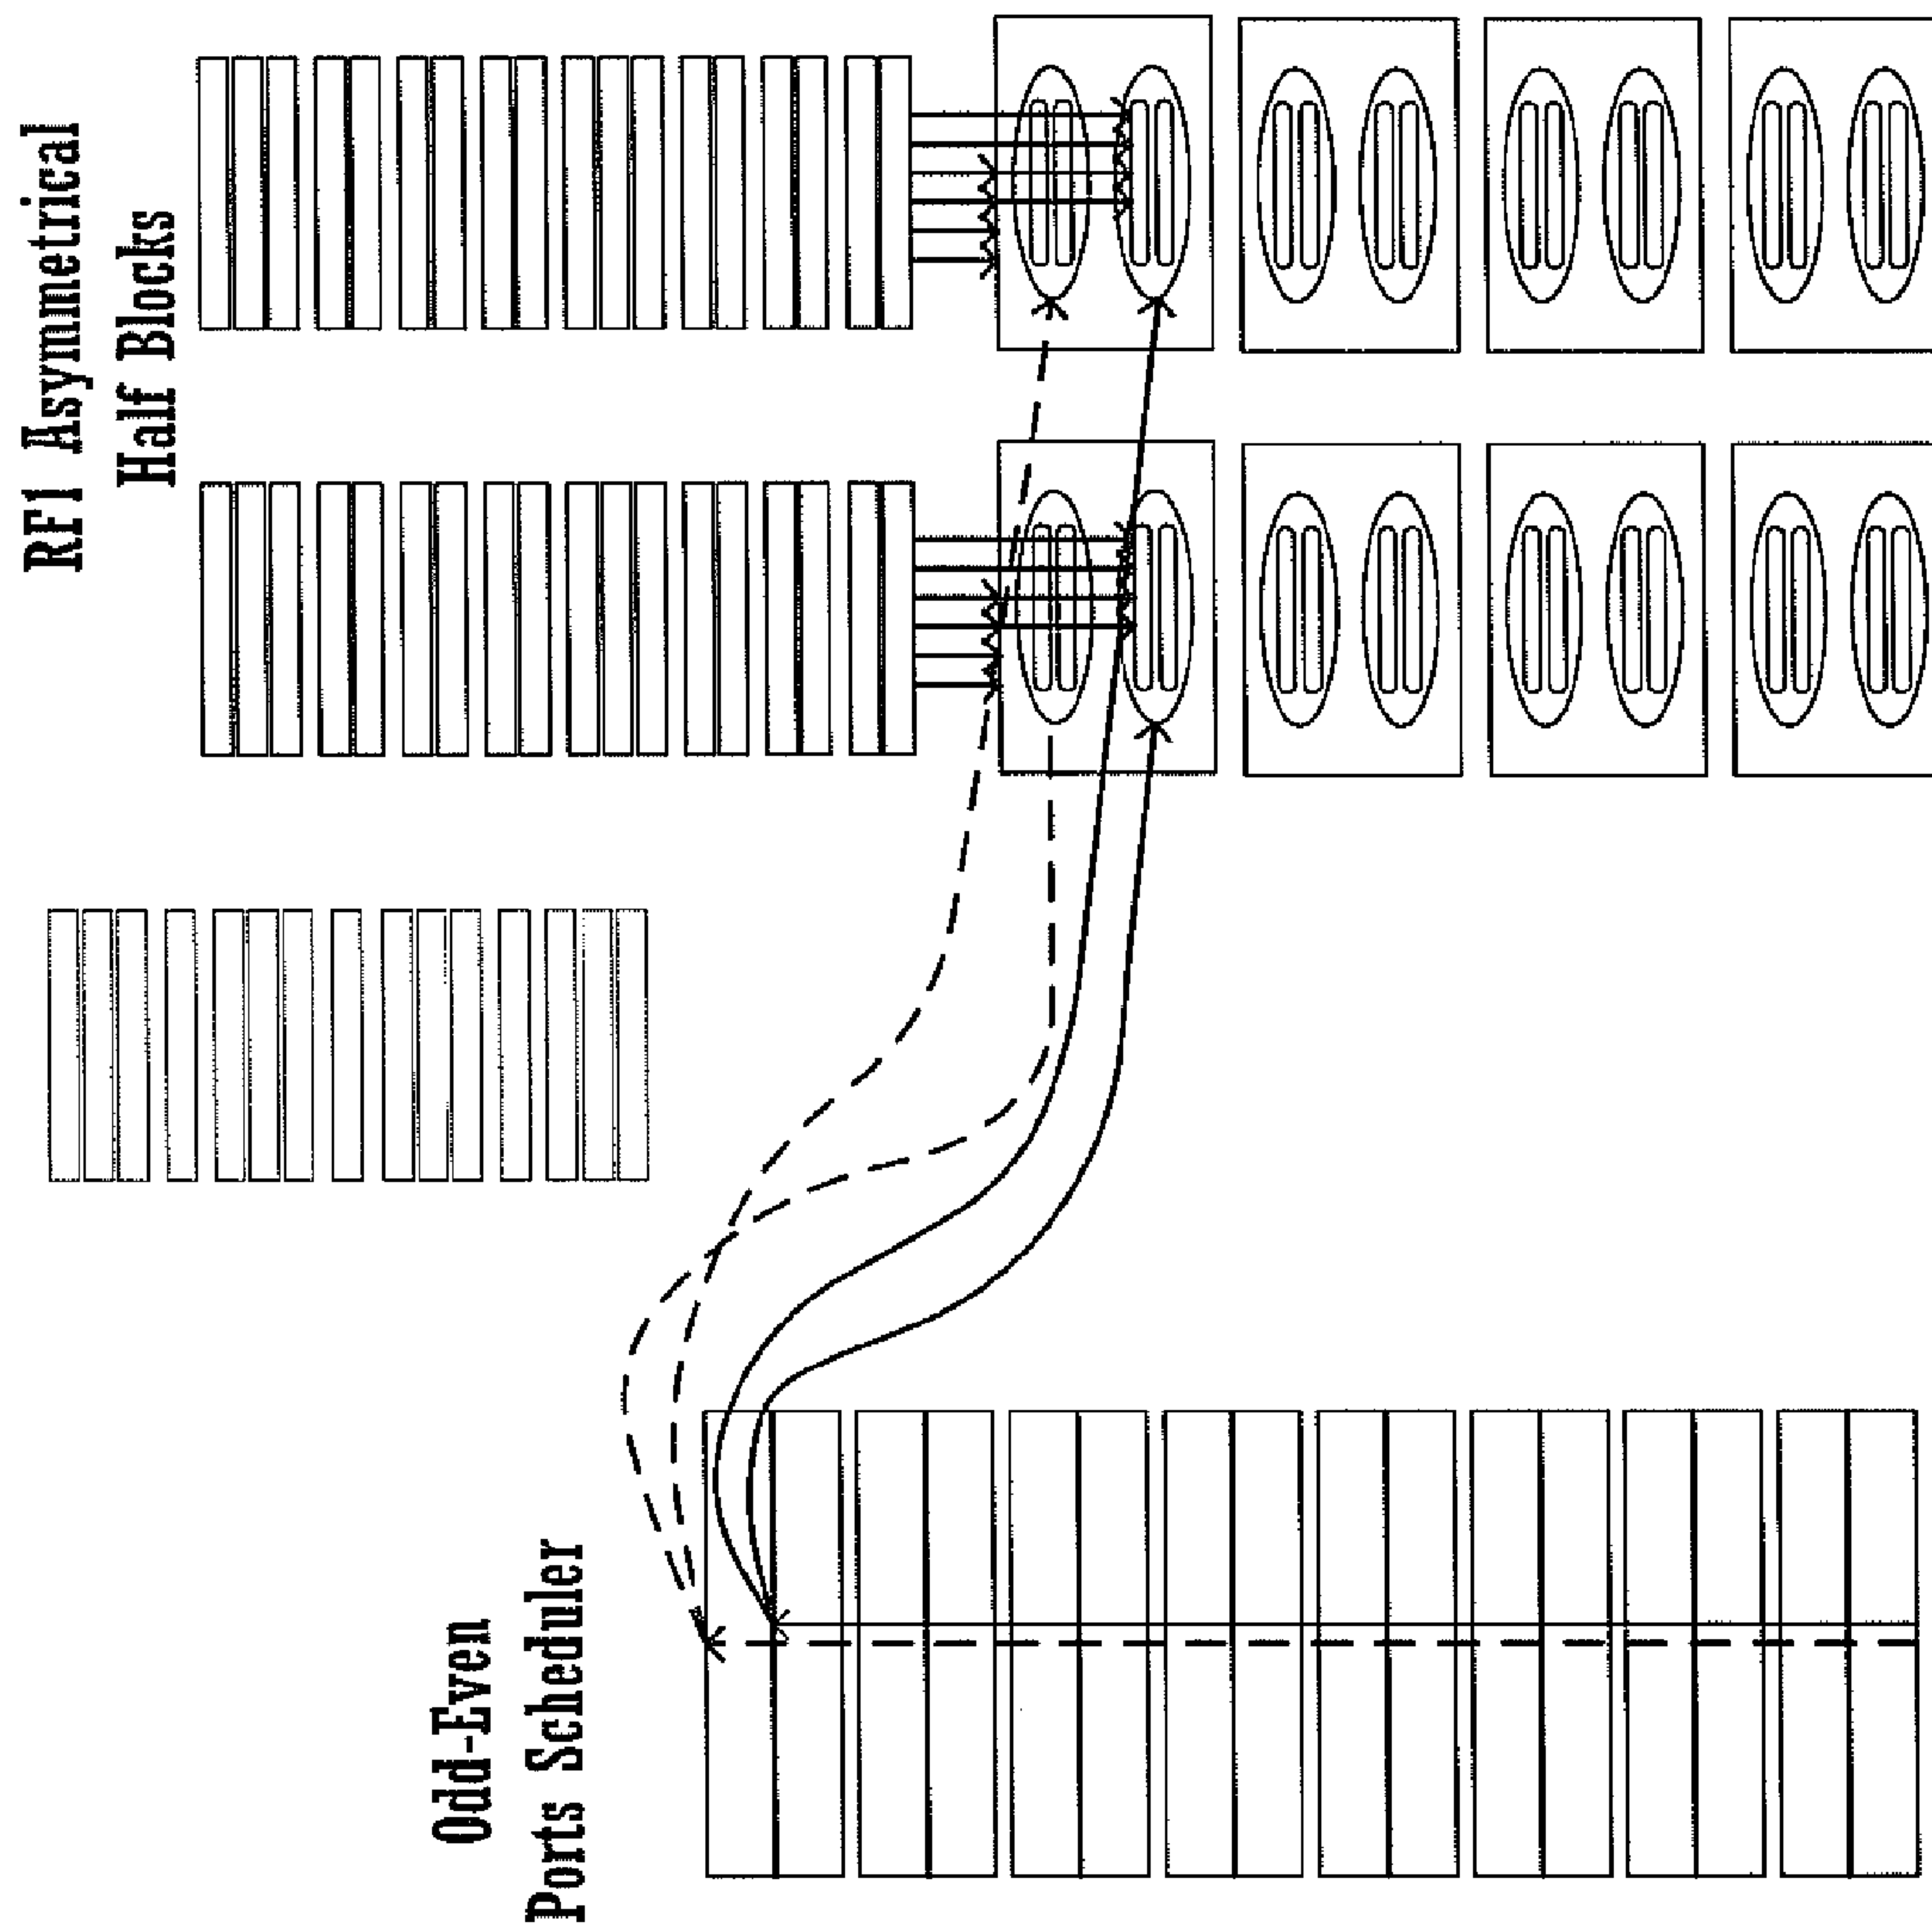 RF1 Asymmetrical
Half Blocks
Odd-Even
Ports Scheduler